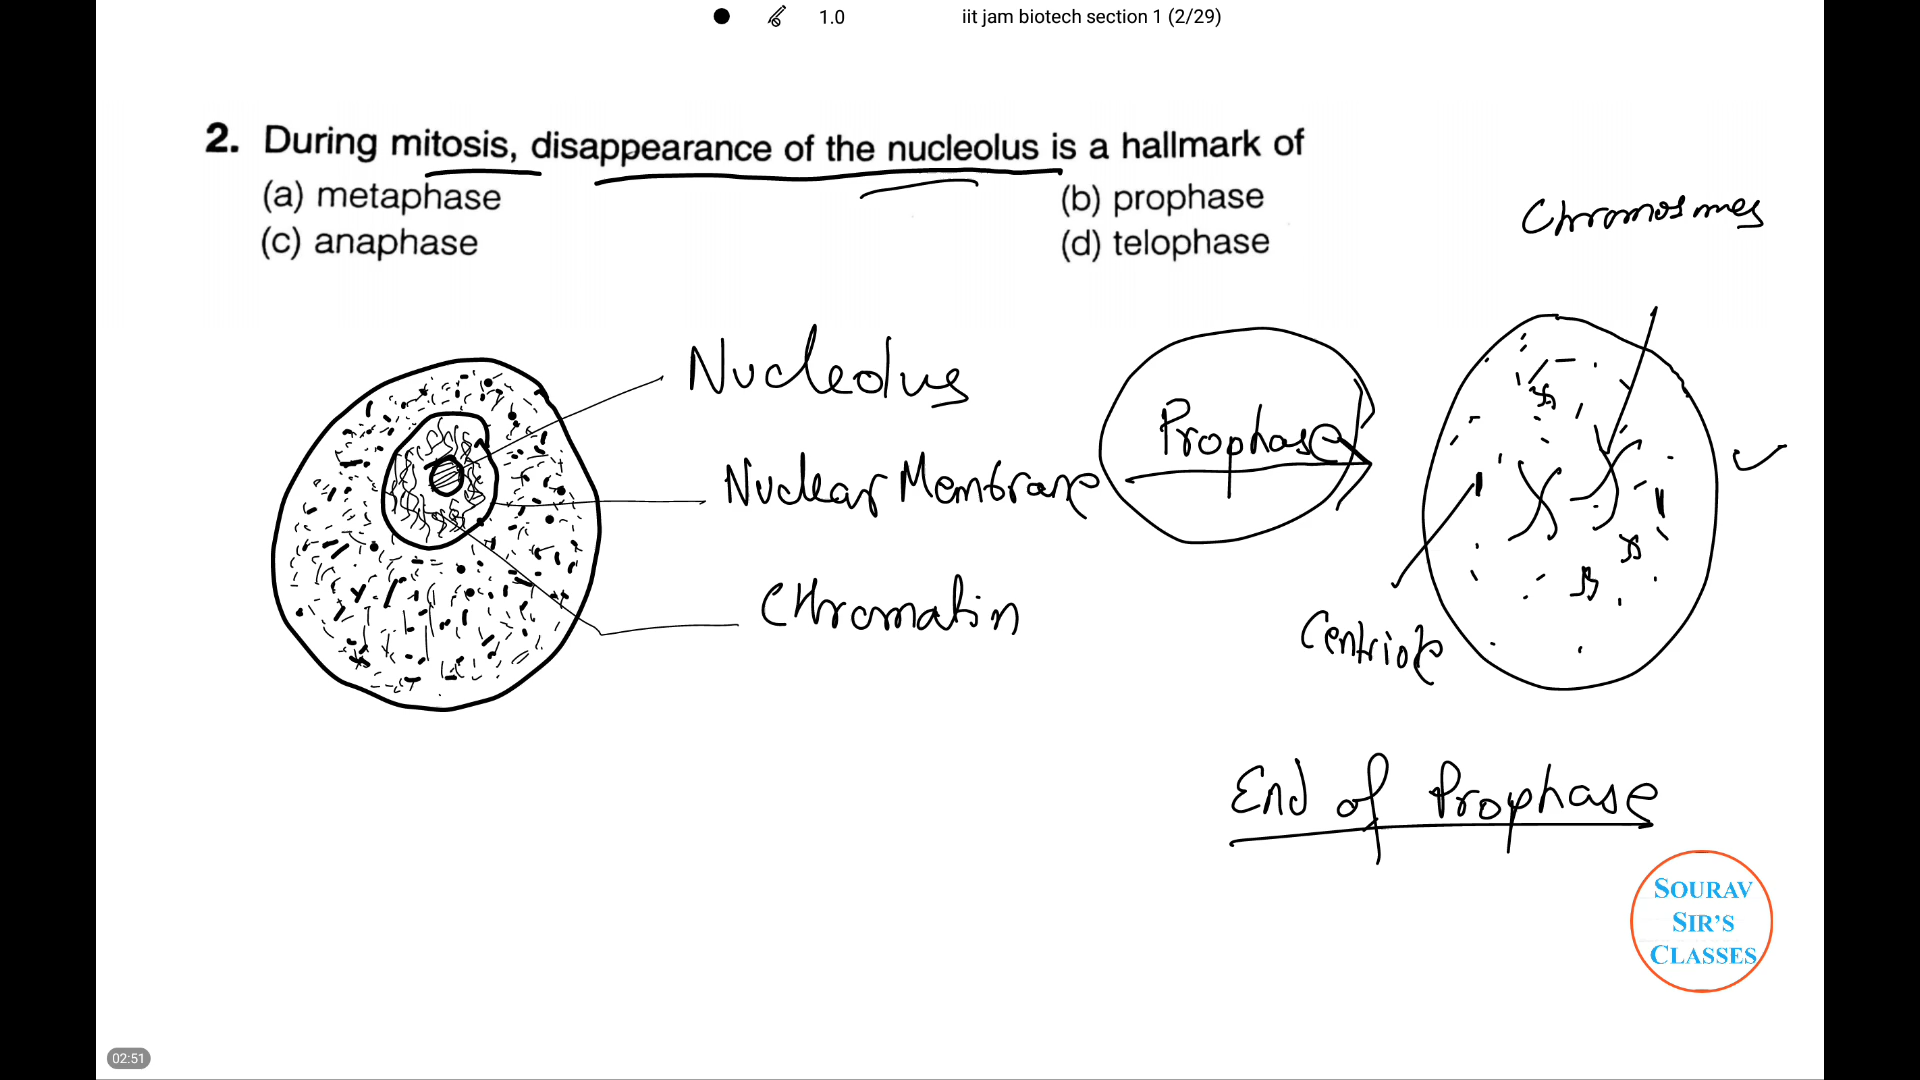 1.0 iit jam biotech section 1 (2/29)
2. During mitosis, disappearance of the nucleolus is a hallmark of
(a) metaphase (b) prophase
(c) anaphase (d) telophase
Chromosomes
Nucleolus
Prophase
Nuclear Membrane
Chromatin
Centriole
End of Prophase
SOURAV
SIR'S
CLASSES
02:51